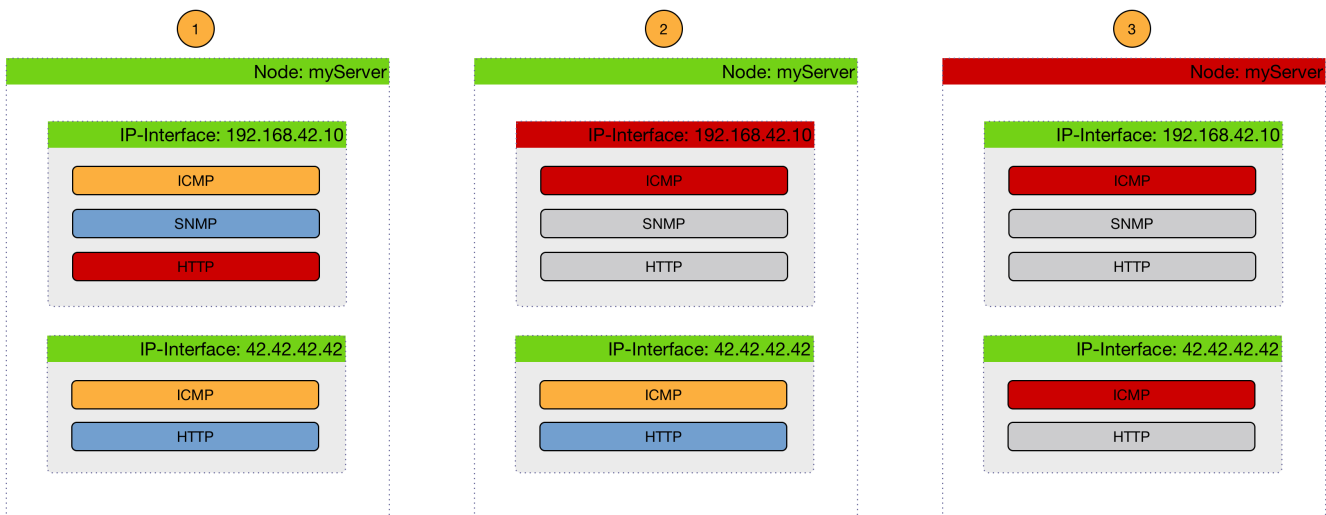 1
Node: myServer
IP-Interface: 192.168.42.10
ICMP
SNMP
HTTP
IP-Interface: 42.42.42.42
ICMP
HTTP
2
Node: myServer
IP-Interface: 192.168.42.10
ICMP
SNMP
HTTP
IP-Interface: 42.42.42.42
ICMP
HTTP
3
Node: myServer
IP-Interface: 192.168.42.10
ICMP
SNMP
HTTP
IP-Interface: 42.42.42.42
ICMP
HTTP